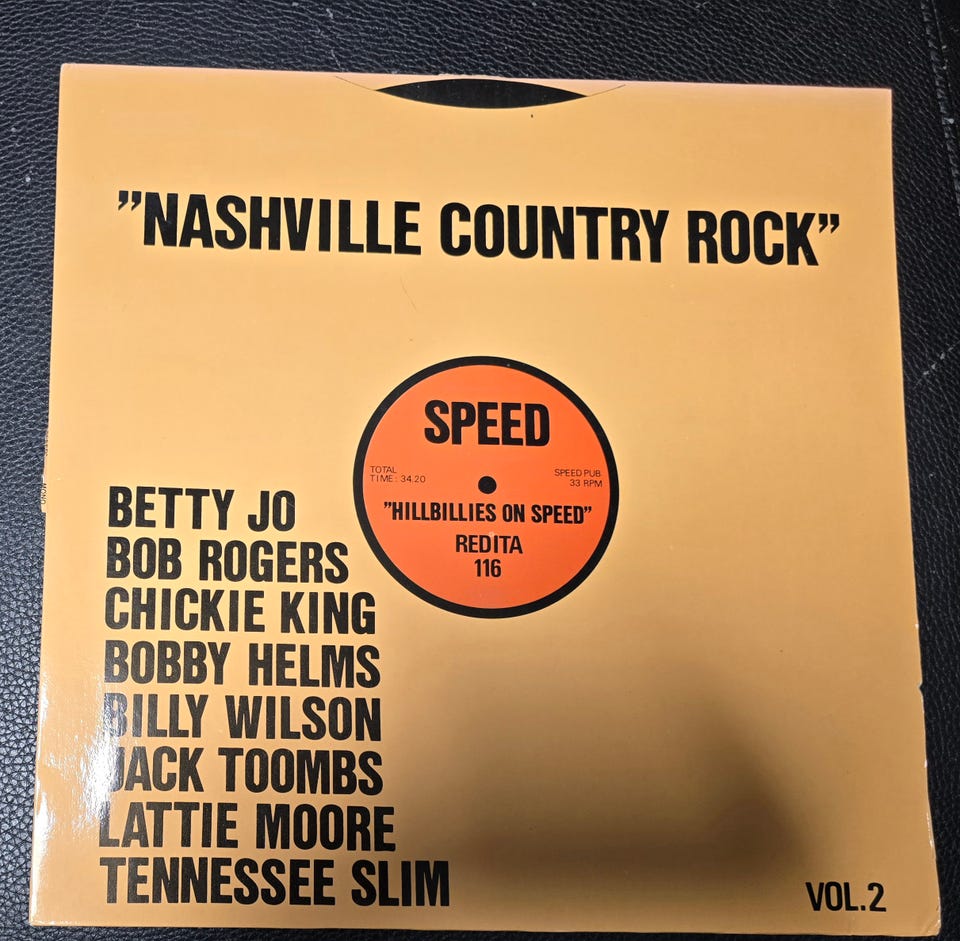 ”NASHVILLE COUNTRY ROCK”
SPEED
TOTAL
TIME: 34.20
SPEED PUB.
33 RPM
”HILLBILLIES ON SPEED”
REDITA
116
BETTY JO
BOB ROGERS
CHICKIE KING
BOBBY HELMS
BILLY WILSON
JACK TOOMBS
LATTIE MOORE
TENNESSEE SLIM
VOL.2
MONO